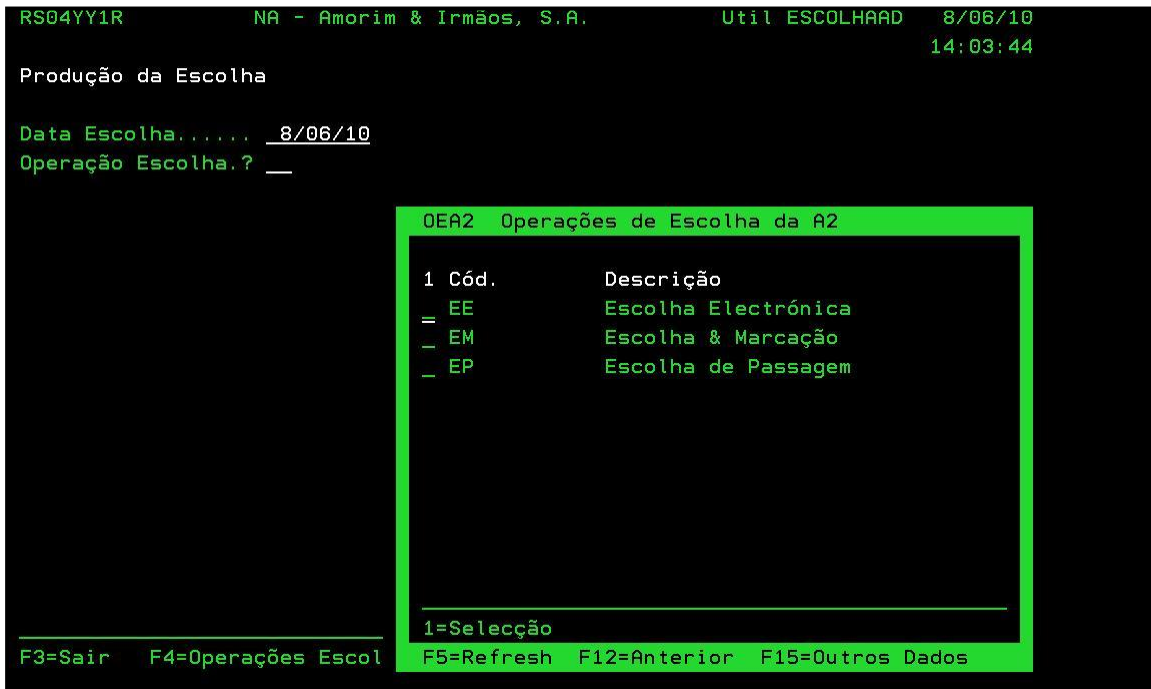 RS04YY1R NA - Amorim & Irmãos, S.A. Util ESCOLHAAD 8/06/10
14:03:44
Produção da Escolha
Data Escolha...... 8/06/10
Operação Escolha.? __
OEA2 Operações de Escolha da A2
1 Cód. Descrição
_ EE Escolha Electrónica
_ EM Escolha & Marcação
_ EP Escolha de Passagem
1=Selecção
F3=Sair F4=Operações Escol F5=Refresh F12=Anterior F15=Outros Dados